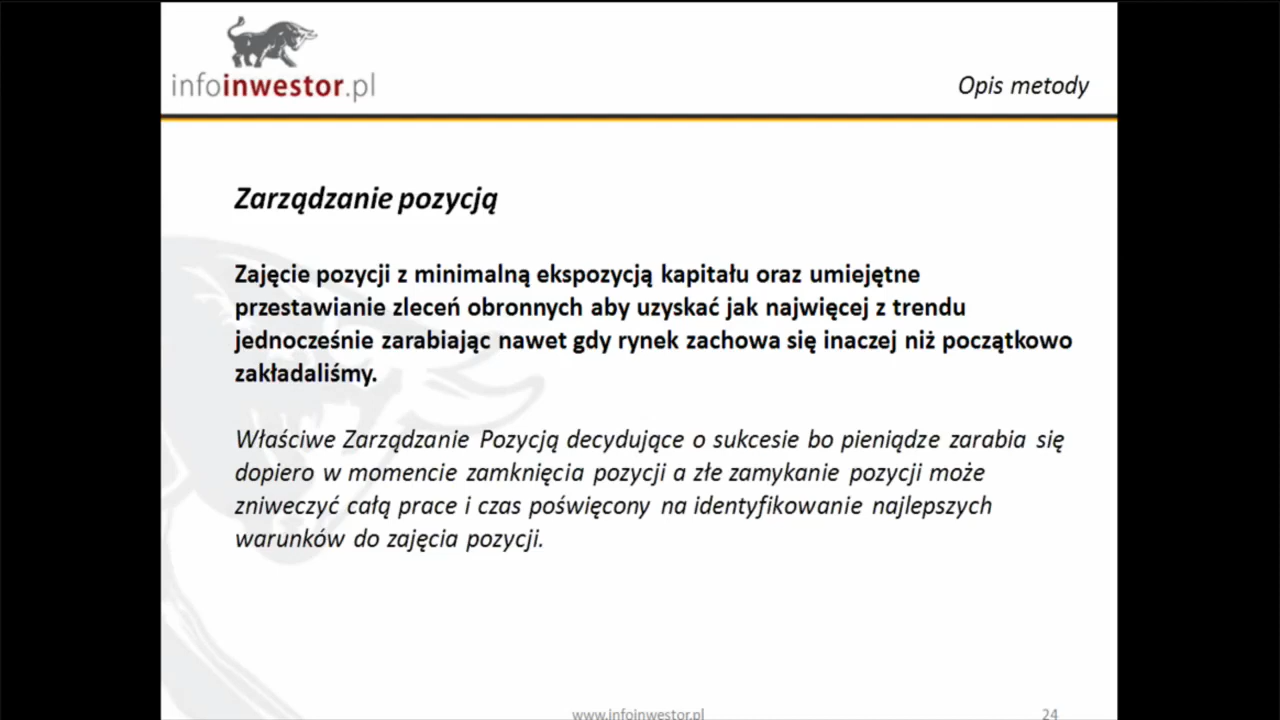 infoinwestor.pl
Opis metody
Zarządzanie pozycją
Zajęcie pozycji z minimalną ekspozycją kapitału oraz umiejętne
przestawianie zleceń obronnych aby uzyskać jak najwięcej z trendu
jednocześnie zarabiając nawet gdy rynek zachowa się inaczej niż początkowo
zakładaliśmy.
Właściwe Zarządzanie Pozycją decydujące o sukcesie bo pieniądze zarabia się
dopiero w momencie zamknięcia pozycji a złe zamykanie pozycji może
zniweczyć całą prace i czas poświęcony na identyfikowanie najlepszych
warunków do zajęcia pozycji.
www.infoinwestor.pl
24